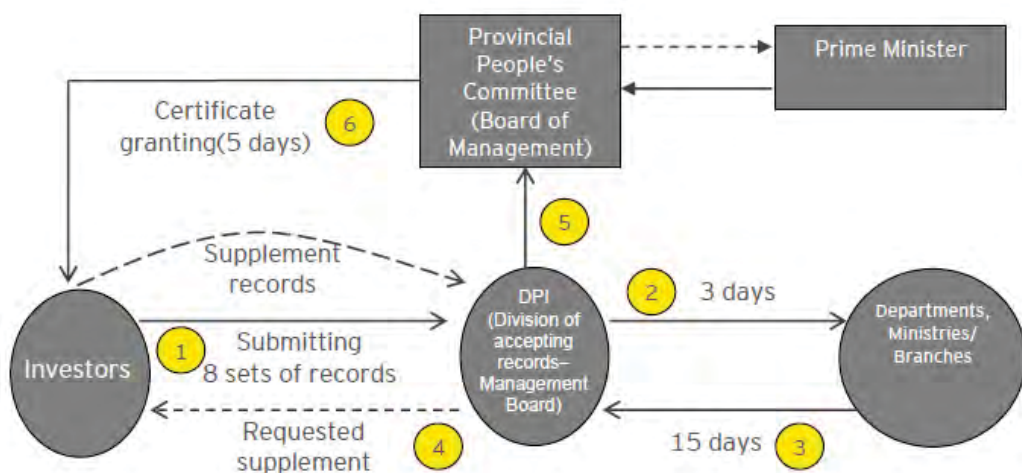 Provincial
People's
Committee
(Board of
Management)
Prime Minister
Certificate
granting(5 days)
6
5
Supplement
records
Investors
1
Submitting
8 sets of records
DPI
(Division of
accepting
records–
Management
Board)
2
3 days
Departments,
Ministries/
Branches
Requested
supplement
4
15 days
3